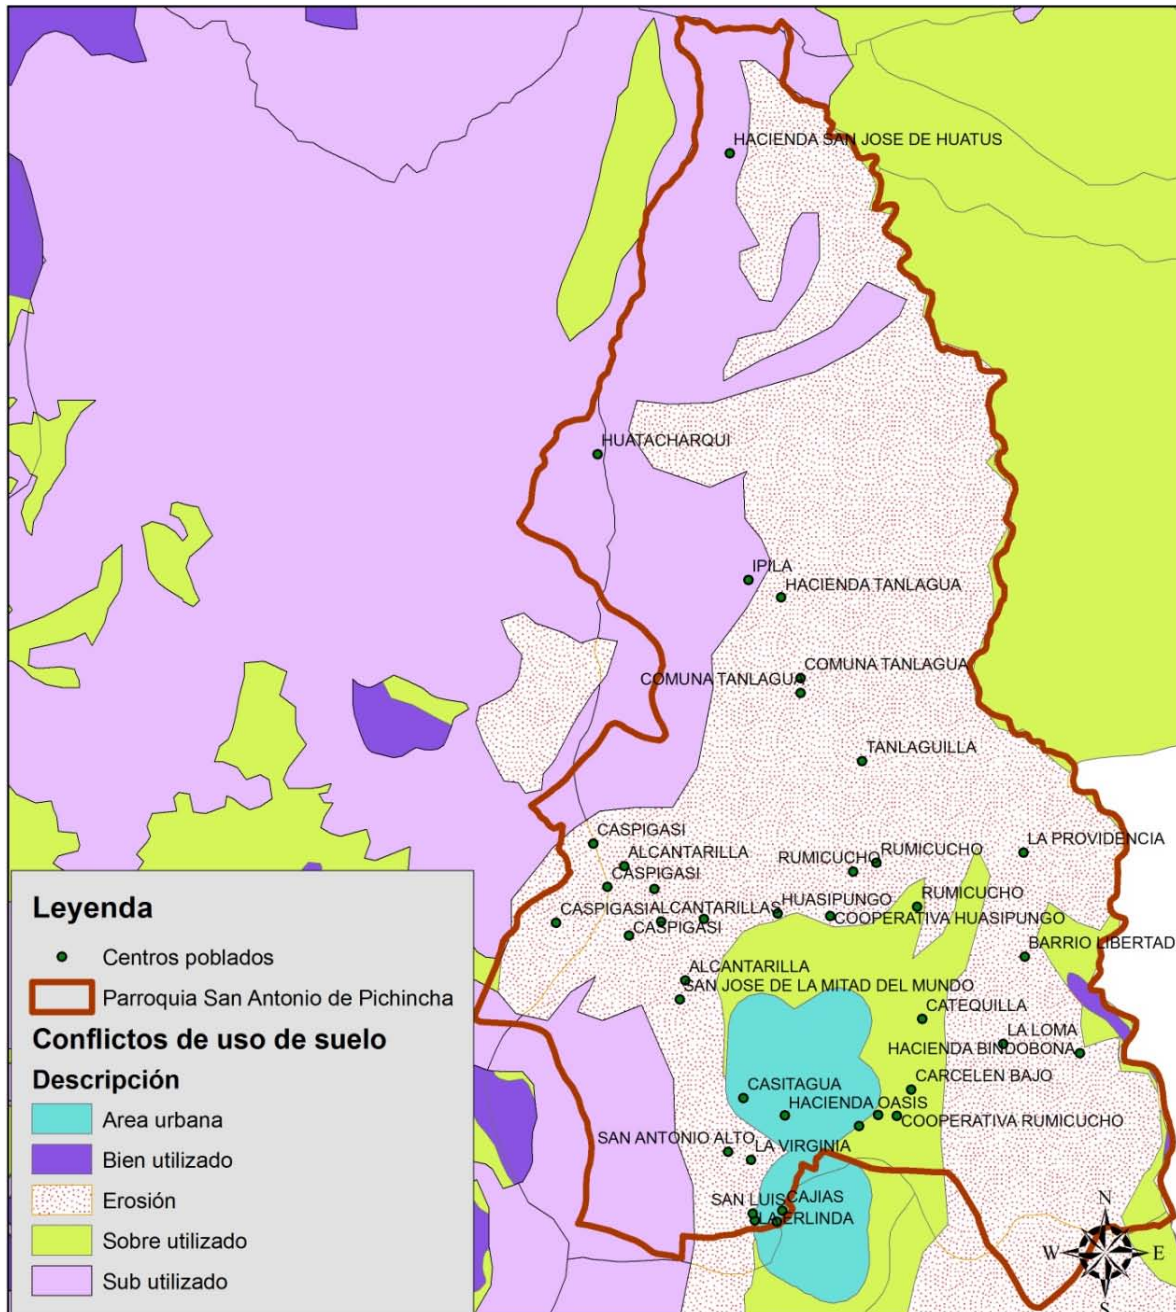 HACIENDA SAN JOSE DE HUATUS
HUATACHARQUI
IPILA
HACIENDA TANLAGUA
COMUNA TANLAGUA
COMUNA TANLAGUA
TANLAGUILLA
CASPIGASI
ALCANTARILLA
RUMICUCHO
RUMICUCHO
LA PROVIDENCIA
CASPIGASI
CASPIGASI
ALCANTARILLAS
HUASIPUNGO
RUMICUCHO
COOPERATIVA HUASIPUNGO
CASPIGASI
BARRIO LIBERTAD
ALCANTARILLA
SAN JOSE DE LA MITAD DEL MUNDO
CATEQUILLA
LA LOMA
HACIENDA BINDOBONA
CARCELEN BAJO
CASITAGUA
HACIENDA OASIS
COOPERATIVA RUMICUCHO
SAN ANTONIO ALTO
LA VIRGINIA
SAN LUIS
CAJIAS
LA ERLINDA
Leyenda
Centros poblados
Parroquia San Antonio de Pichincha
Conflictos de uso de suelo
Descripción
Area urbana
Bien utilizado
Erosión
Sobre utilizado
Sub utilizado
N
W E
S